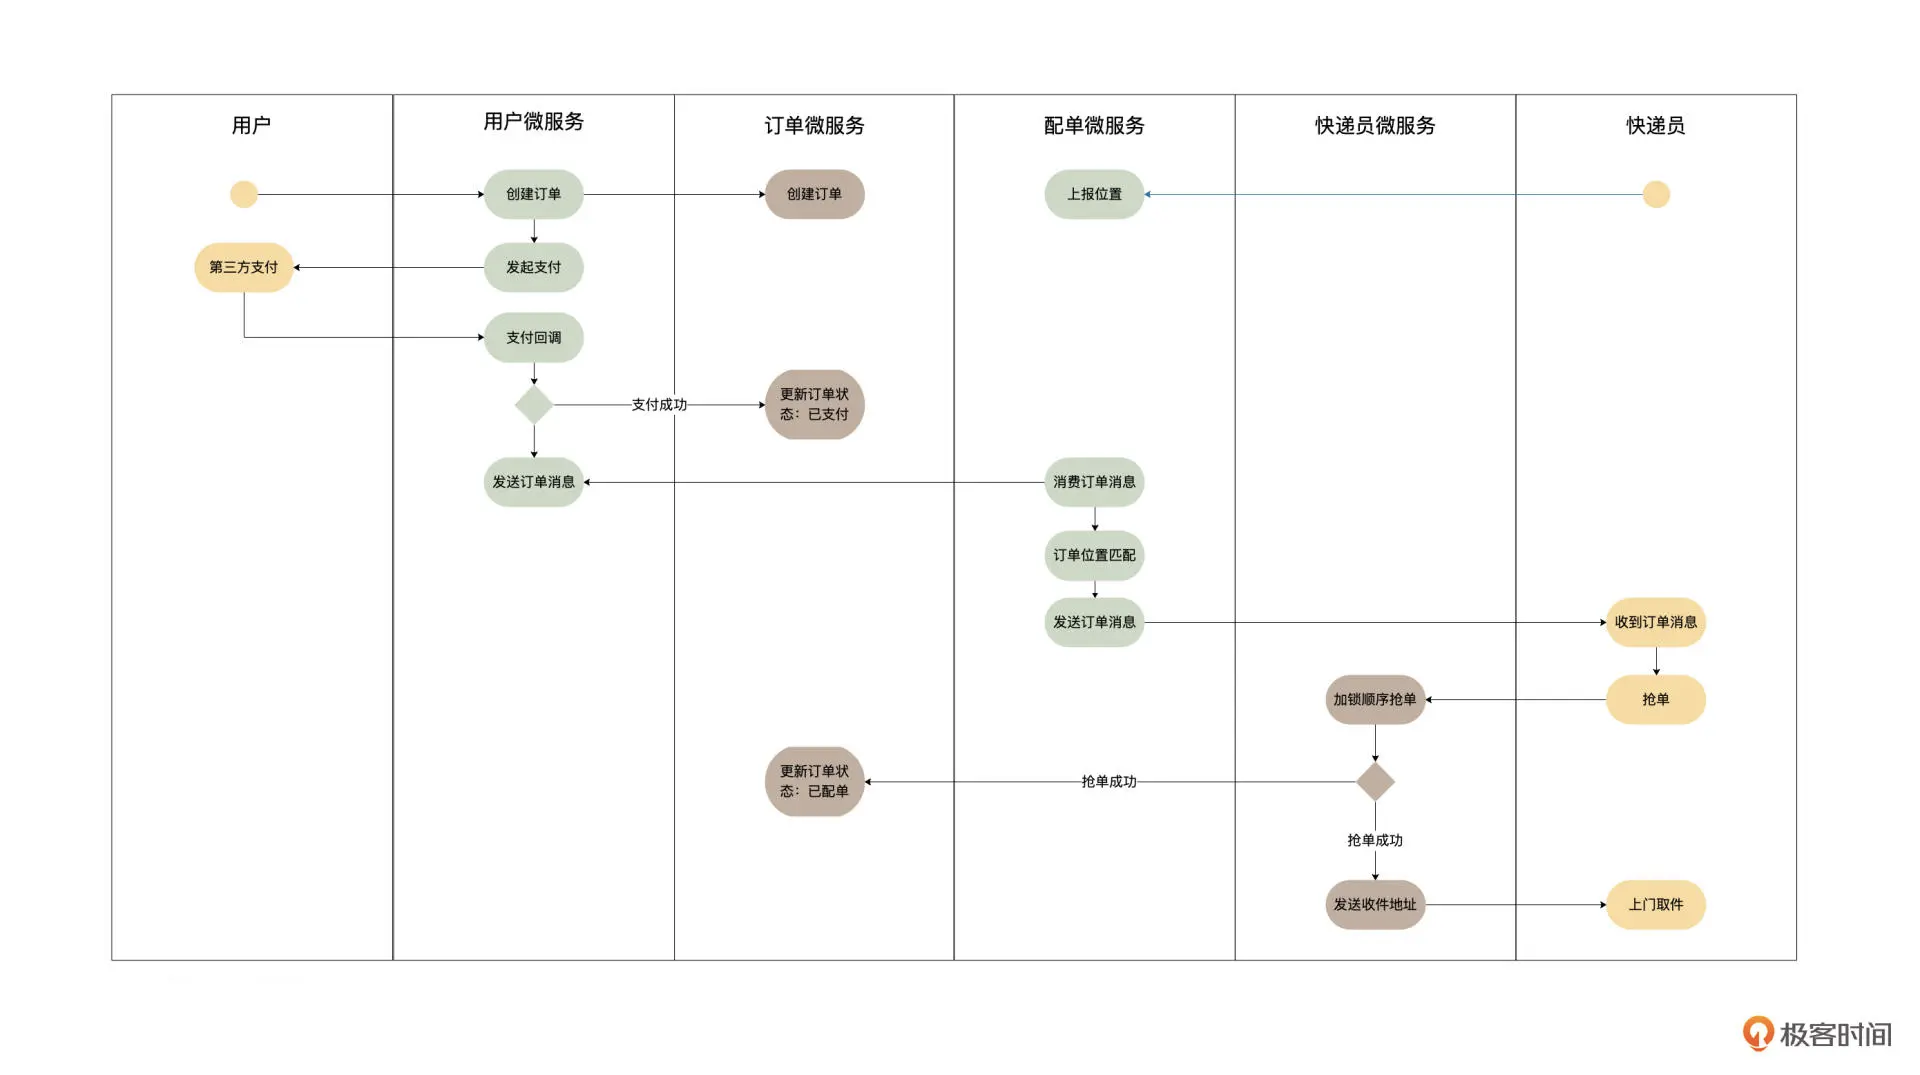 用户
用户微服务
订单微服务
配单微服务
快递员微服务
快递员
创建订单
创建订单
上报位置
第三方支付
发起支付
支付回调
支付成功
更新订单状
态：已支付
发送订单消息
消费订单消息
订单位置匹配
发送订单消息
收到订单消息
加锁顺序抢单
抢单
更新订单状
态：已配单
抢单成功
抢单成功
发送收件地址
上门取件
极客时间